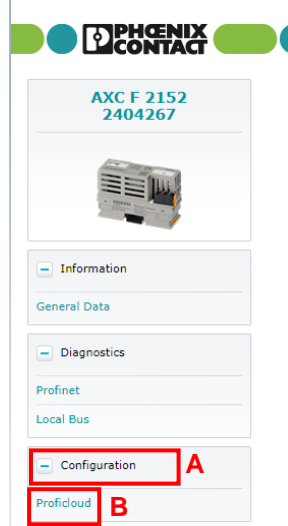 PHŒNIX
CONTACT
AXC F 2152
2404267
Information
General Data
Diagnostics
Profinet
Local Bus
Configuration
A
Proficloud
B